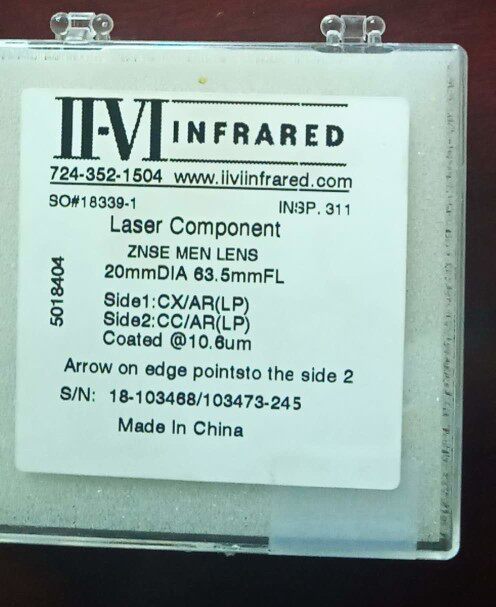 II-VI INFRARED
724-352-1504 www.iiviinfrared.com
SO#18339-1 INSP. 311
Laser Component
ZNSE MEN LENS
20mmDIA 63.5mmFL
5018404
Side1:CX/AR(LP)
Side2:CC/AR(LP)
Coated @10.6um
Arrow on edge pointsto the side 2
S/N: 18-103468/103473-245
Made In China